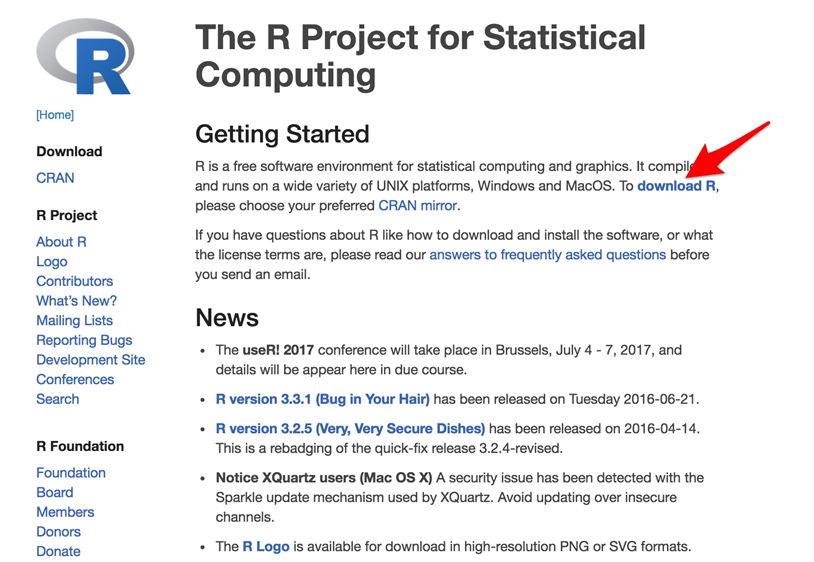 R
[Home]
Download
CRAN
R Project
About R
Logo
Contributors
What's New?
Mailing Lists
Reporting Bugs
Development Site
Conferences
Search
R Foundation
Foundation
Board
Members
Donors
Donate
The R Project for Statistical
Computing
Getting Started
R is a free software environment for statistical computing and graphics. It compile
and runs on a wide variety of UNIX platforms, Windows and MacOS. To download R,
please choose your preferred CRAN mirror.
If you have questions about R like how to download and install the software, or what
the license terms are, please read our answers to frequently asked questions before
you send an email.
News
• The useR! 2017 conference will take place in Brussels, July 4 - 7, 2017, and
details will be appear here in due course.
• R version 3.3.1 (Bug in Your Hair) has been released on Tuesday 2016-06-21.
• R version 3.2.5 (Very, Very Secure Dishes) has been released on 2016-04-14.
This is a rebadging of the quick-fix release 3.2.4-revised.
• Notice XQuartz users (Mac OS X) A security issue has been detected with the
Sparkle update mechanism used by XQuartz. Avoid updating over insecure
channels.
• The R Logo is available for download in high-resolution PNG or SVG formats.